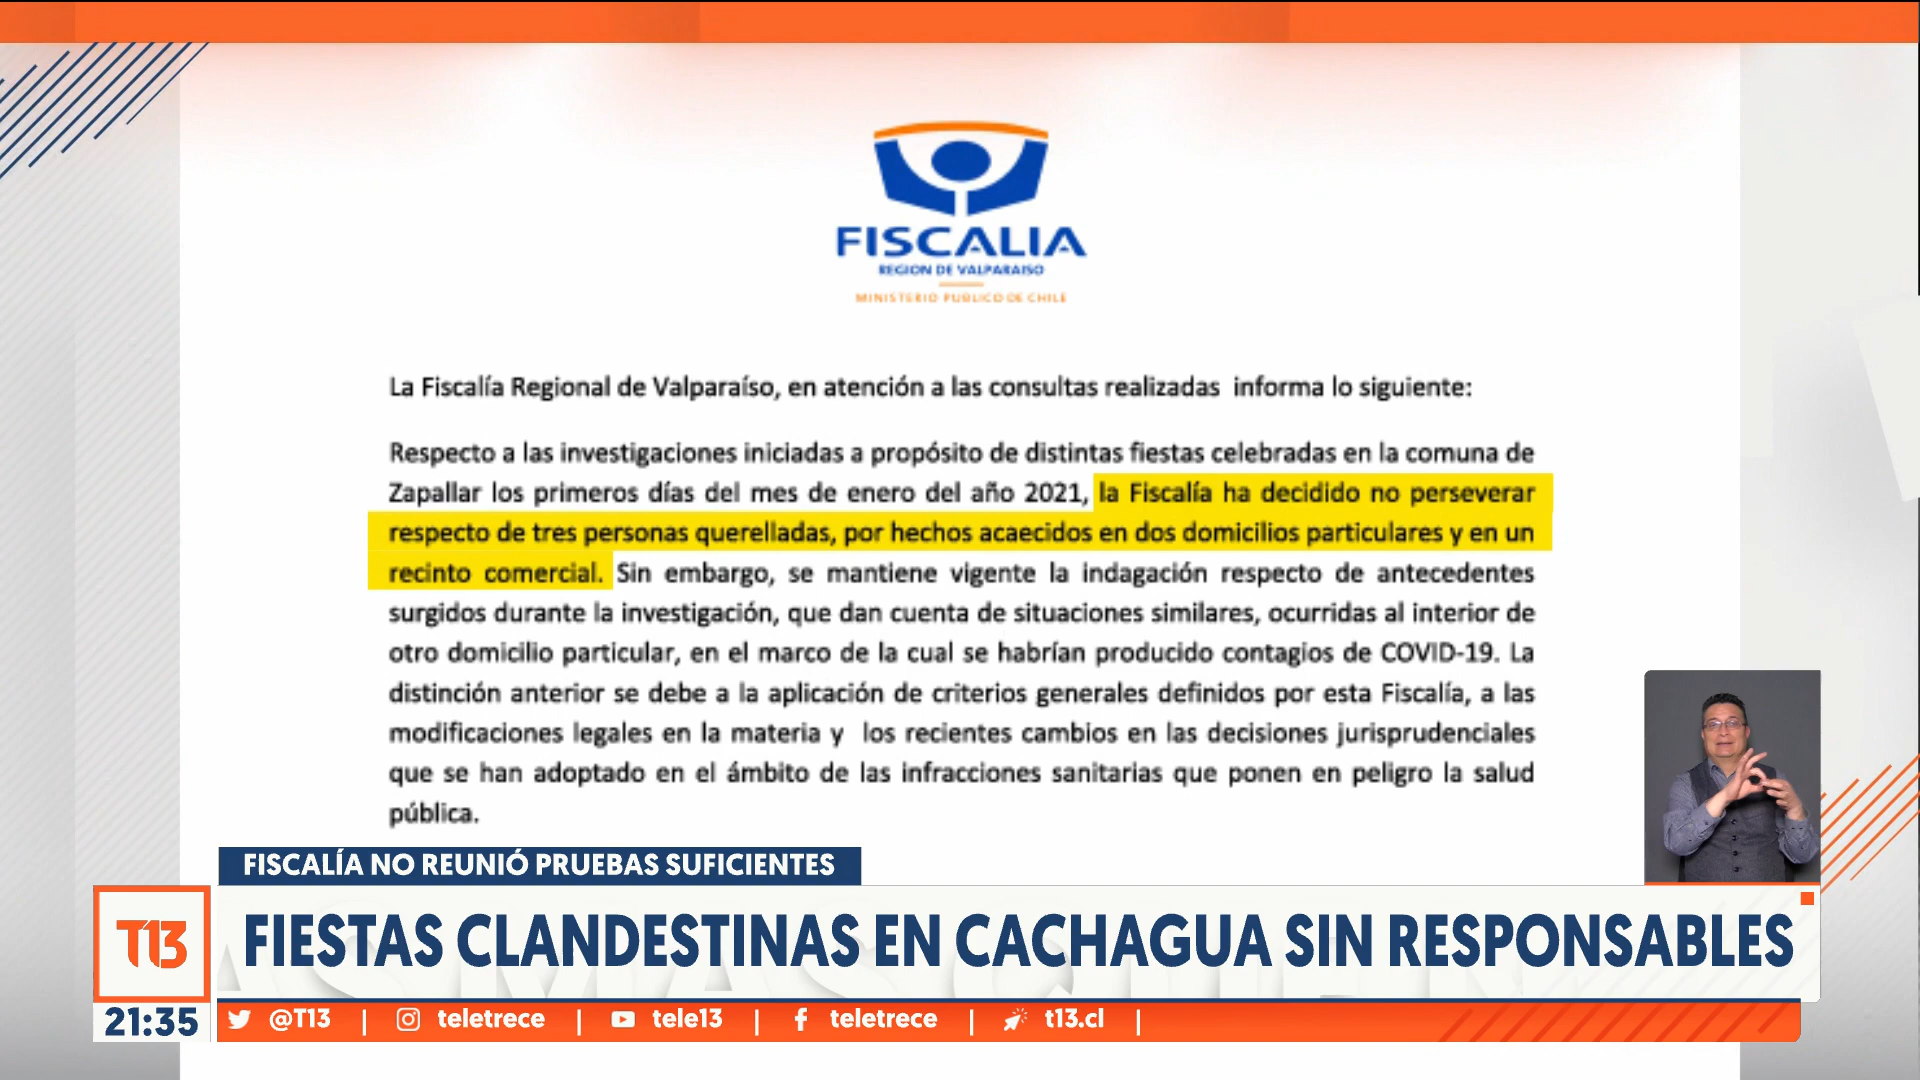 FISCALIA
REGION DE VALPARAISO
MINISTERIO PUBLICO DE CHILE
La Fiscalía Regional de Valparaíso, en atención a las consultas realizadas informa lo siguiente:
Respecto a las investigaciones iniciadas a propósito de distintas fiestas celebradas en la comuna de
Zapallar los primeros días del mes de enero del año 2021, la Fiscalía ha decidido no perseverar
respecto de tres personas querelladas, por hechos acaecidos en dos domicilios particulares y en un
recinto comercial. Sin embargo, se mantiene vigente la indagación respecto de antecedentes
surgidos durante la investigación, que dan cuenta de situaciones similares, ocurridas al interior de
otro domicilio particular, en el marco de la cual se habrían producido contagios de COVID-19. La
distinción anterior se debe a la aplicación de criterios generales definidos por esta Fiscalía, a las
modificaciones legales en la materia y los recientes cambios en las decisiones jurisprudenciales
que se han adoptado en el ámbito de las infracciones sanitarias que ponen en peligro la salud
pública.
FISCALÍA NO REUNIÓ PRUEBAS SUFICIENTES
T13
FIESTAS CLANDESTINAS EN CACHAGUA SIN RESPONSABLES
21:35 @T13 | teletrece | tele13 | teletrece | t13.cl |